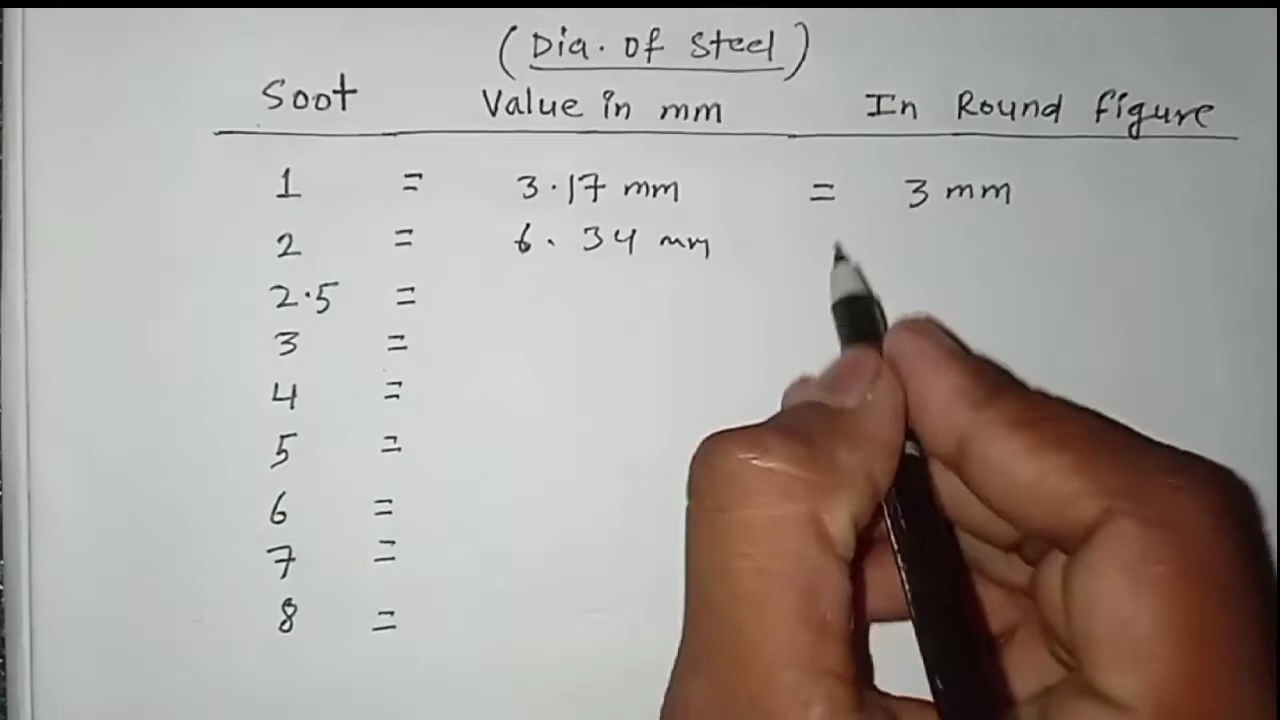 (Dia. Of Steel)
Soot Value in mm In Round figure
1 = 3.17 mm = 3 mm
2 = 6.34 mm
2.5 =
3 =
4 =
5 =
6 =
7 =
8 =